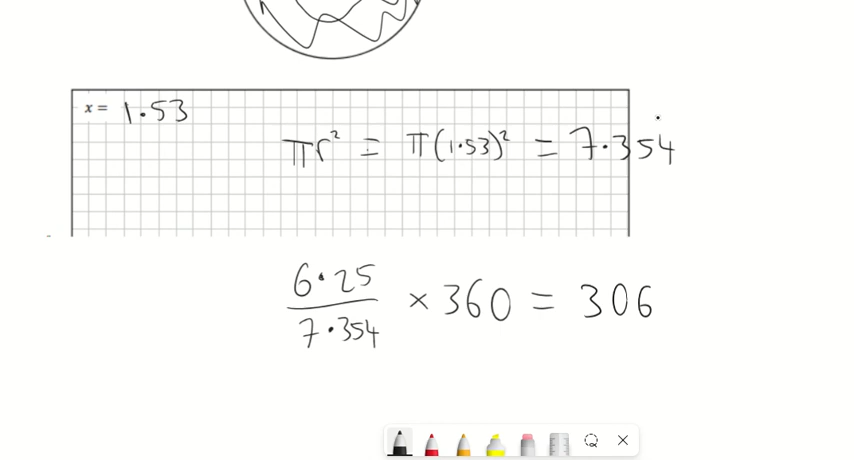 x = 1.53
πr² = π(1.53)² = 7.354
6.25/7.354 × 360 = 306